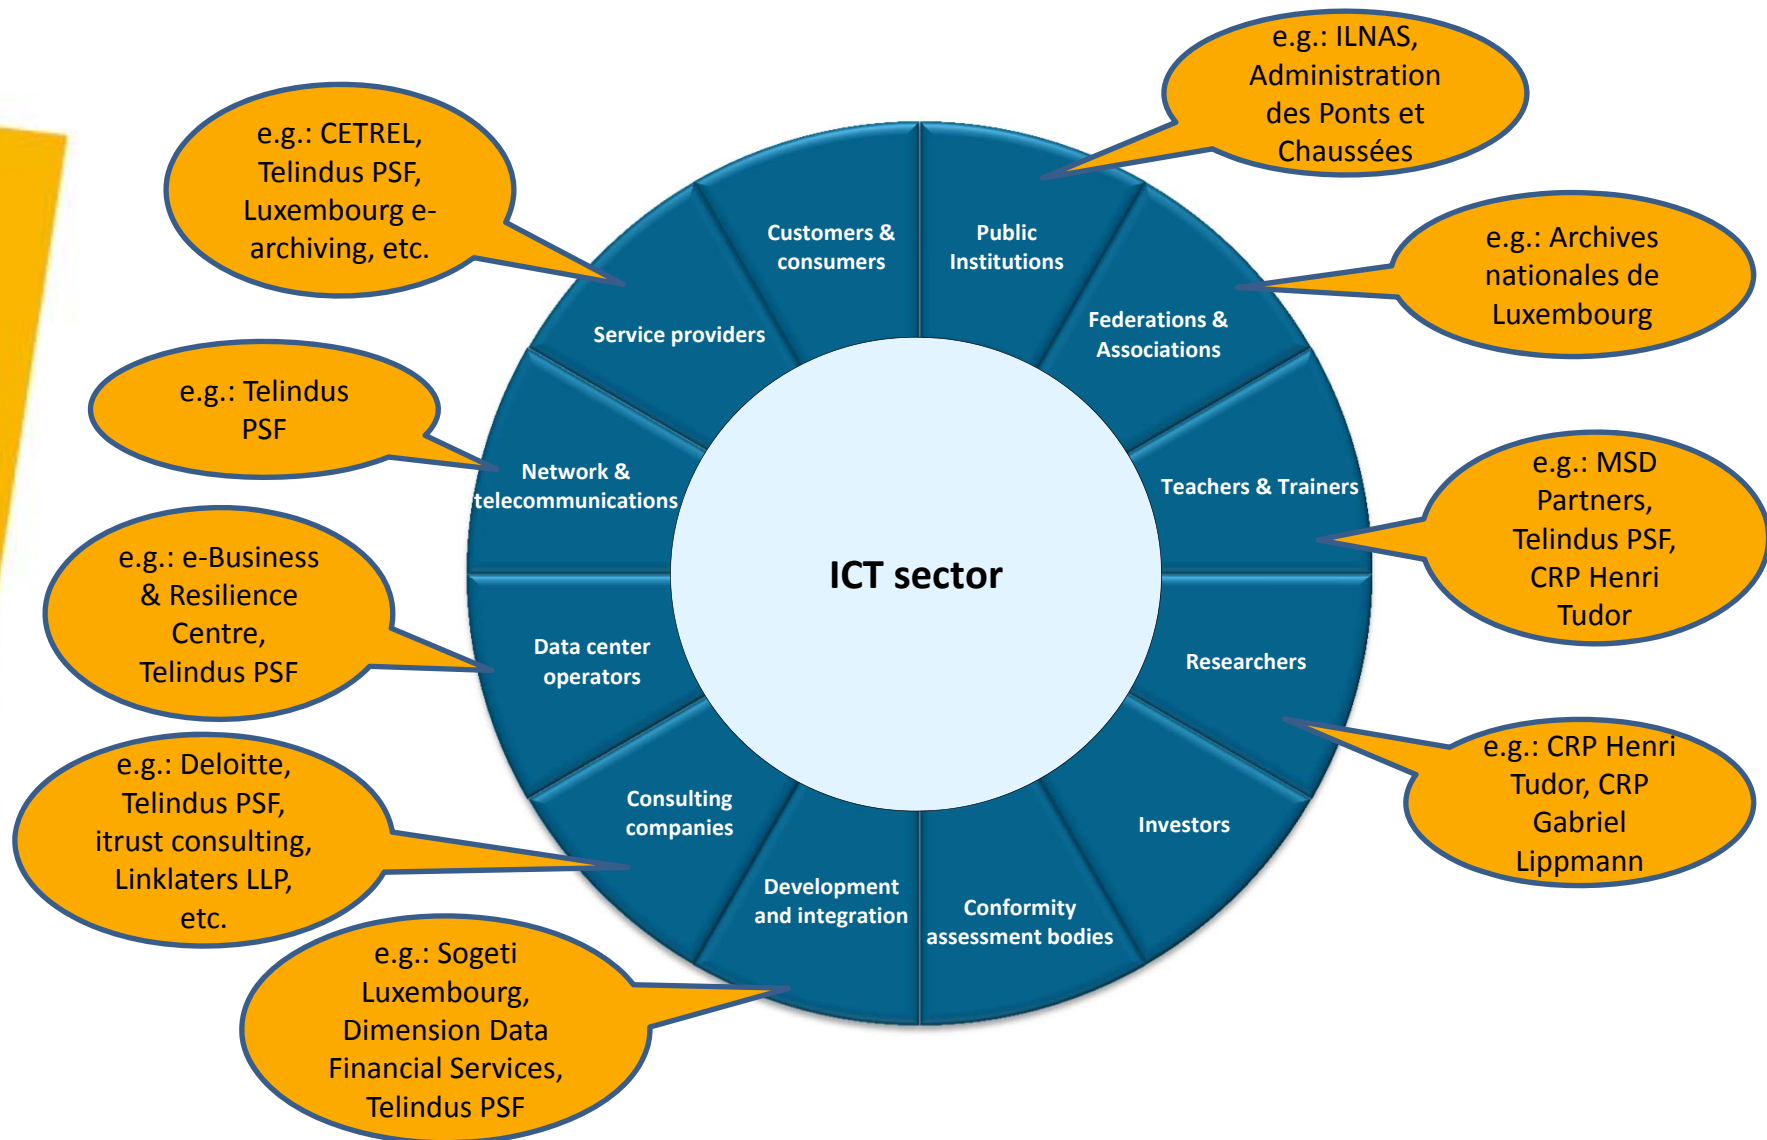 e.g.: ILNAS,
Administration
des Ponts et
Chaussées
e.g.: CETREL,
Telindus PSF,
Luxembourg e-
archiving, etc.
Customers &
consumers
Public
Institutions
e.g.: Archives
nationales de
Luxembourg
Service providers
Federations &
Associations
e.g.: Telindus
PSF
Network &
telecommunications
Teachers & Trainers
e.g.: MSD
Partners,
Telindus PSF,
CRP Henri
Tudor
ICT sector
e.g.: e-Business
& Resilience
Centre,
Telindus PSF
Data center
operators
Researchers
e.g.: CRP Henri
Tudor, CRP
Gabriel
Lippmann
e.g.: Deloitte,
Telindus PSF,
itrust consulting,
Linklaters LLP,
etc.
Consulting
companies
Investors
Development
and integration
Conformity
assessment bodies
e.g.: Sogeti
Luxembourg,
Dimension Data
Financial Services,
Telindus PSF